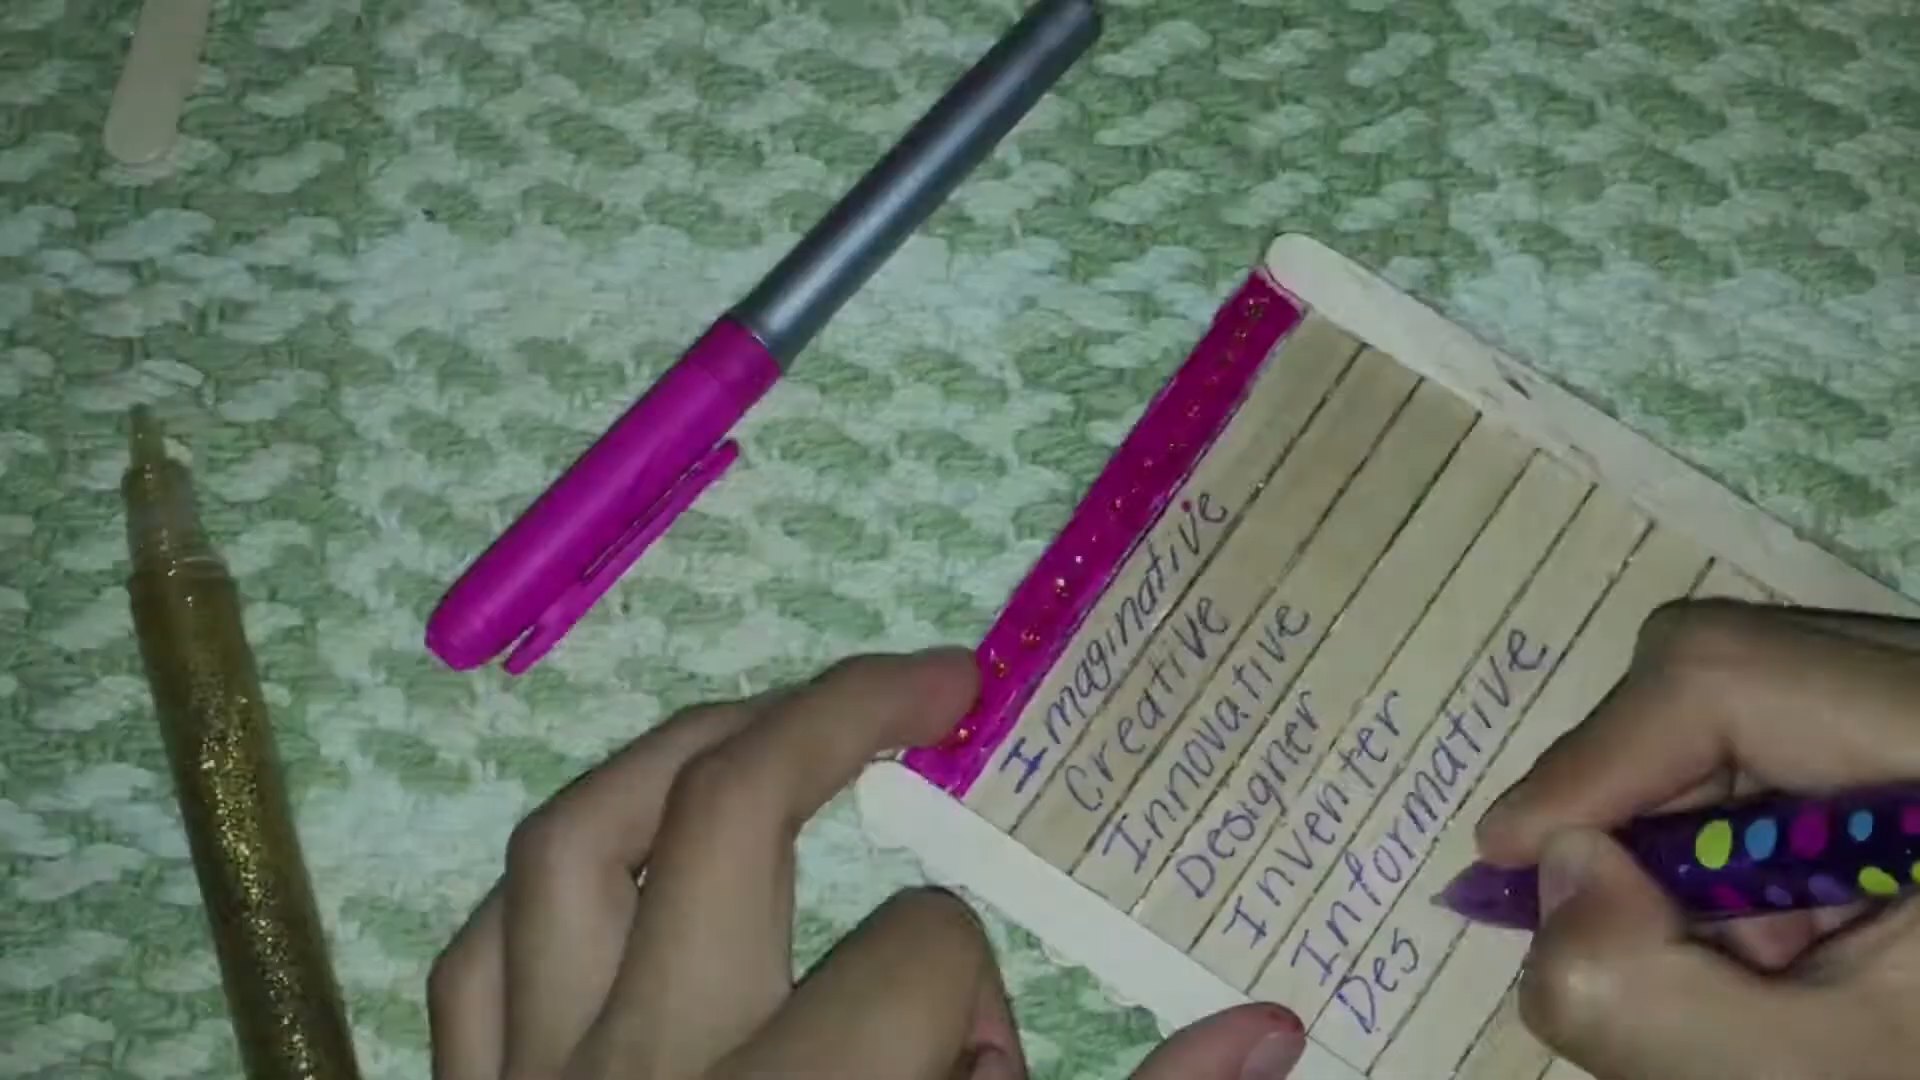 Imaginative
Creative
Innovative
Designer
Inventer
Informative
Des